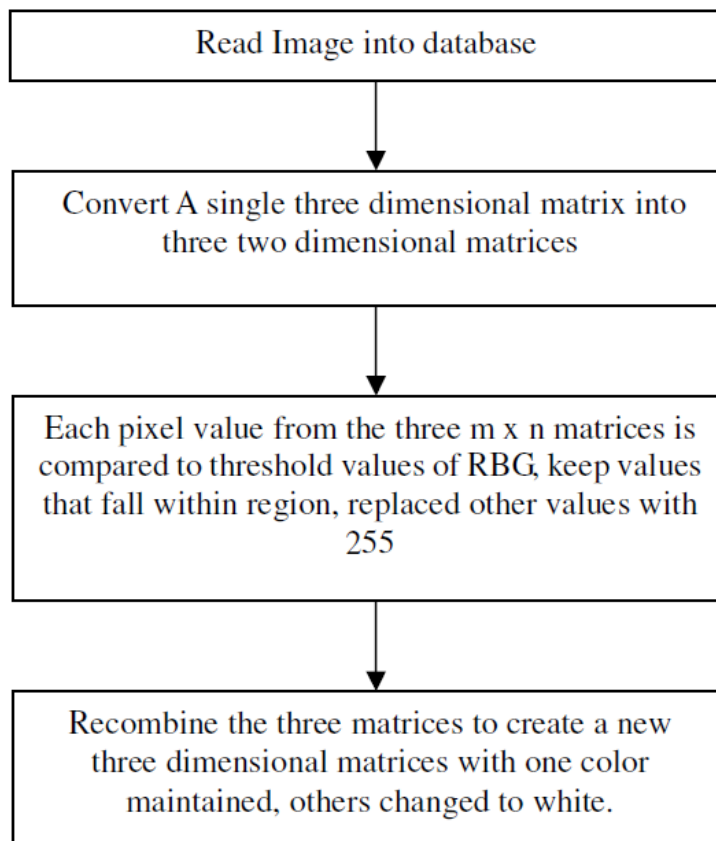 Read Image into database
Convert A single three dimensional matrix into
three two dimensional matrices
Each pixel value from the three m x n matrices is
compared to threshold values of RBG, keep values
that fall within region, replaced other values with
255
Recombine the three matrices to create a new
three dimensional matrices with one color
maintained, others changed to white.